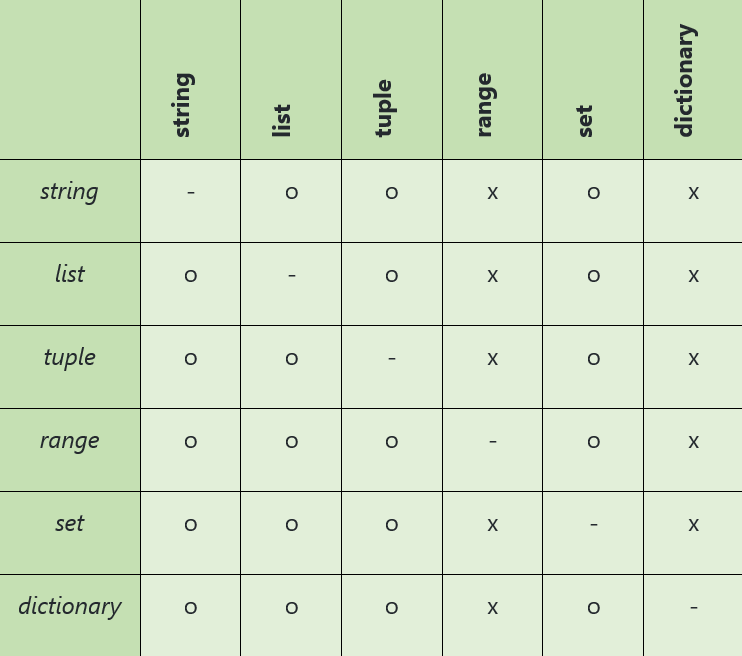 string list tuple range set dictionary
string - o o x o x
list o - o x o x
tuple o o - x o x
range o o o - o x
set o o o x - x
dictionary o o o x o -